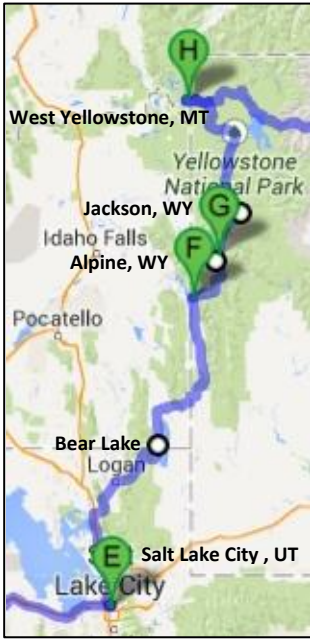 H
West Yellowstone, MT
Yellowstone
National Park
Jackson, WY
G
Idaho Falls
F
Alpine, WY
Pocatello
Bear Lake
Logan
E
Salt Lake City , UT
Lake City